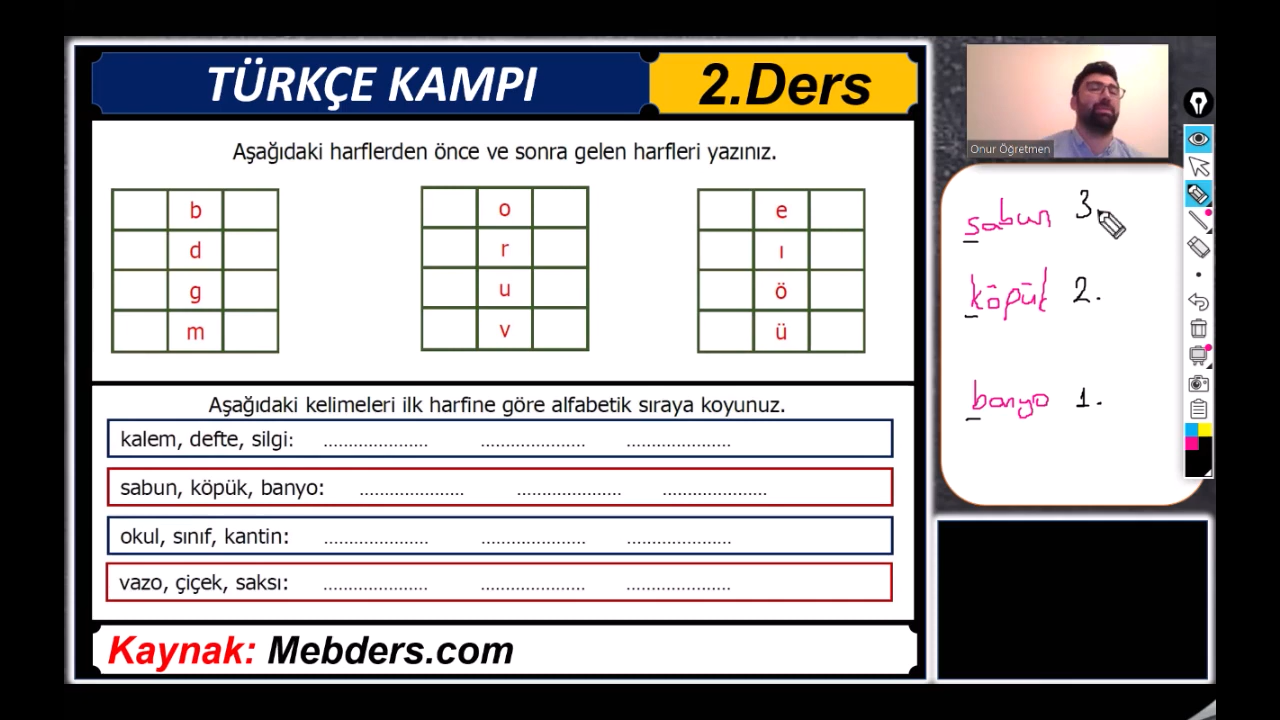 TÜRKÇE KAMPI
2.Ders
Aşağıdaki harflerden önce ve sonra gelen harfleri yazınız.
b
d
g
m
o
r
u
v
e
ı
ö
ü
Aşağıdaki kelimeleri ilk harfine göre alfabetik sıraya koyunuz.
kalem, defte, silgi: ..................... ..................... .....................
sabun, köpük, banyo: ..................... ..................... .....................
okul, sınıf, kantin: ..................... ..................... .....................
vazo, çiçek, saksı: ..................... ..................... .....................
Kaynak: Mebders.com
Onur Öğretmen
sabun 3
köpük 2.
banyo 1.